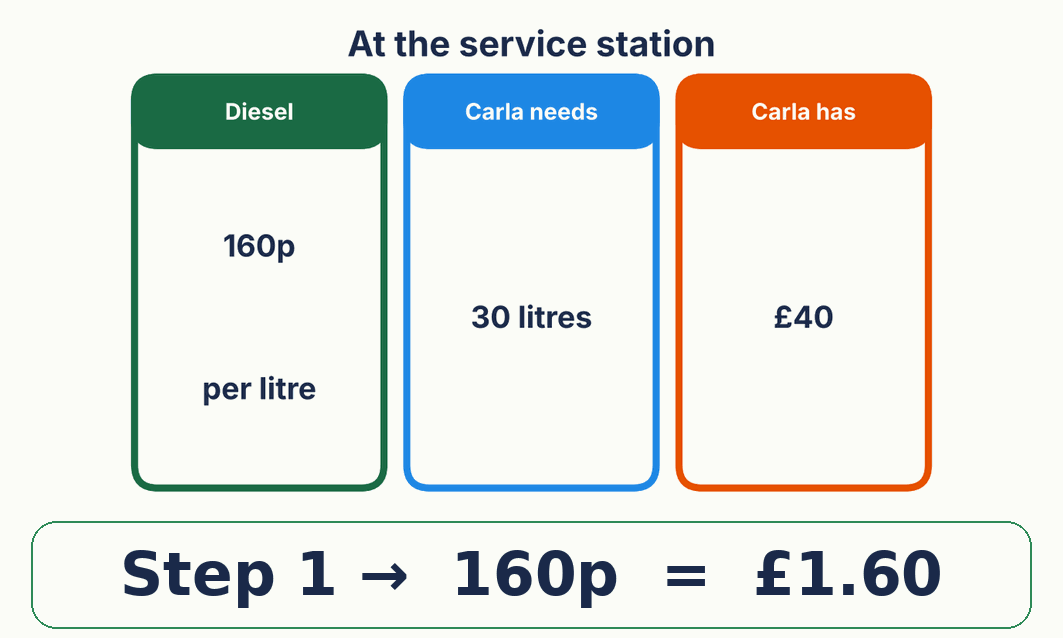 At the service station
Diesel
160p
per litre
Carla needs
30 litres
Carla has
£40
Step 1 → 160p = £1.60